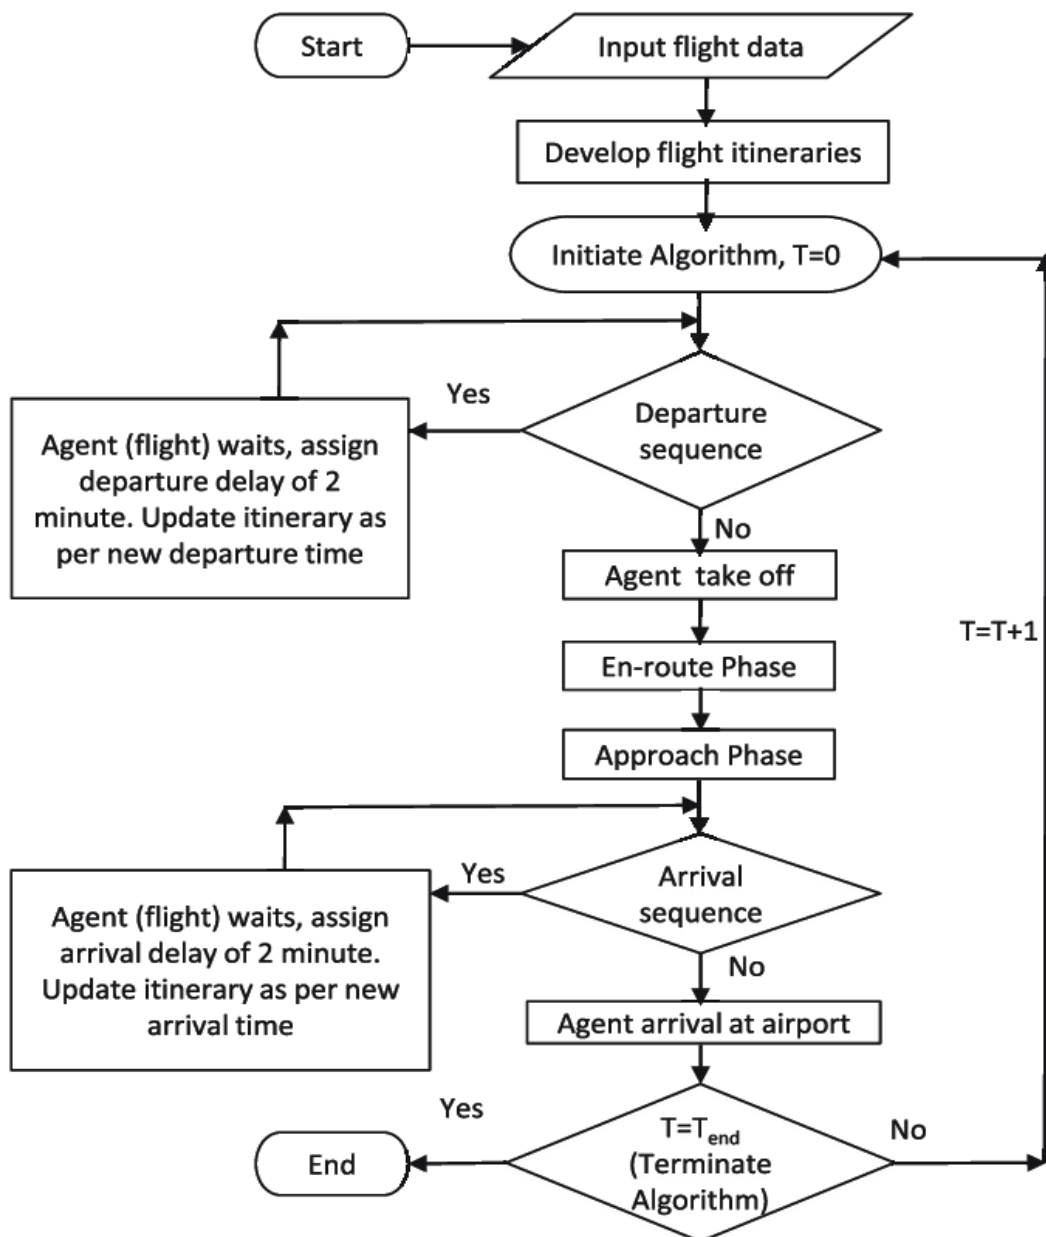 Start
Input flight data
Develop flight itineraries
Initiate Algorithm, T=0
Yes
Departure
sequence
Agent (flight) waits, assign
departure delay of 2
minute. Update itinerary as
per new departure time
No
Agent take off
T=T+1
En-route Phase
Approach Phase
Yes
Arrival
sequence
Agent (flight) waits, assign
arrival delay of 2 minute.
Update itinerary as per new
arrival time
No
Agent arrival at airport
Yes
T=Tend
(Terminate
Algorithm)
No
End